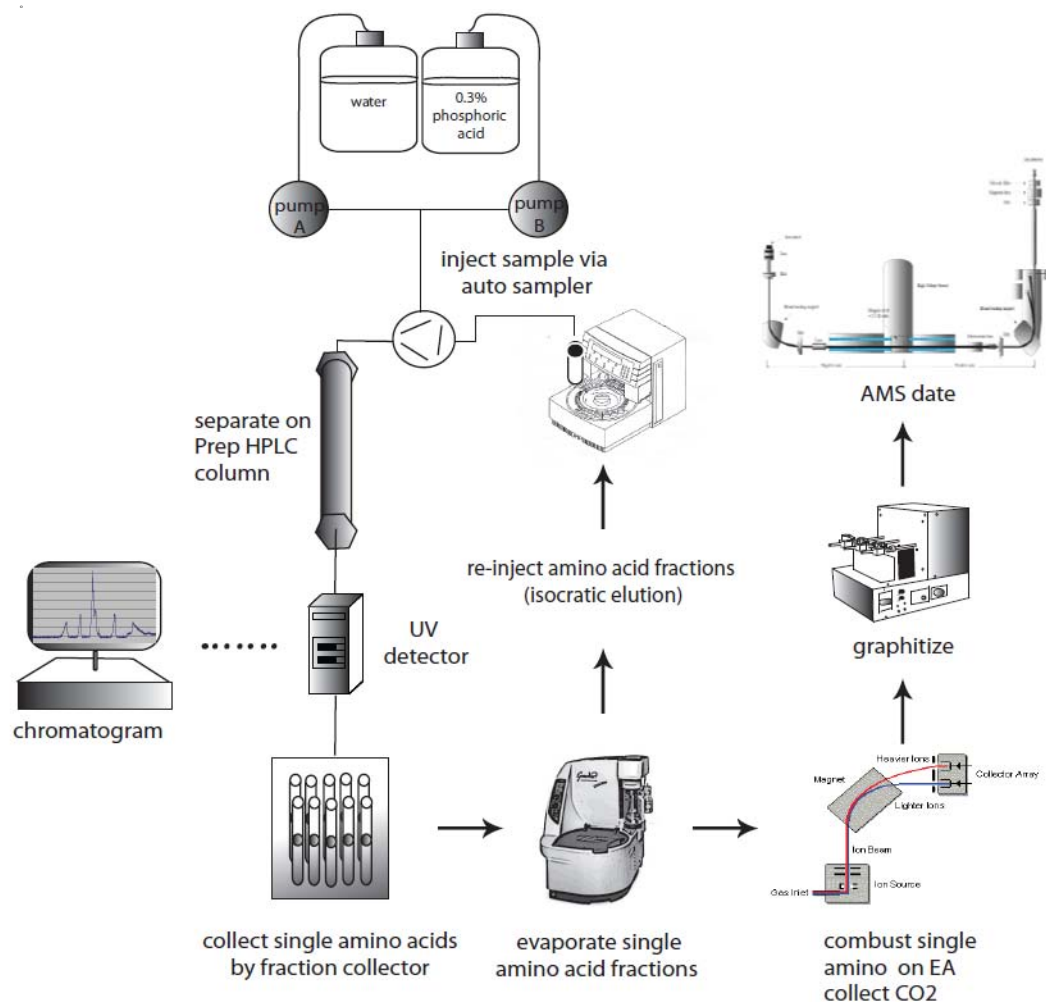 water
0.3%
phosphoric
acid
pump
A
pump
B
inject sample via
auto sampler
separate on
Prep HPLC
column
AMS date
re-inject amino acid fractions
(isocratic elution)
UV
detector
chromatogram
graphitize
Heavier Ions
Magnet
Collector Array
Lighter Ions
Ion Beam
Ion Source
Gas Inlet
collect single amino acids
by fraction collector
evaporate single
amino acid fractions
combust single
amino on EA
collect CO2